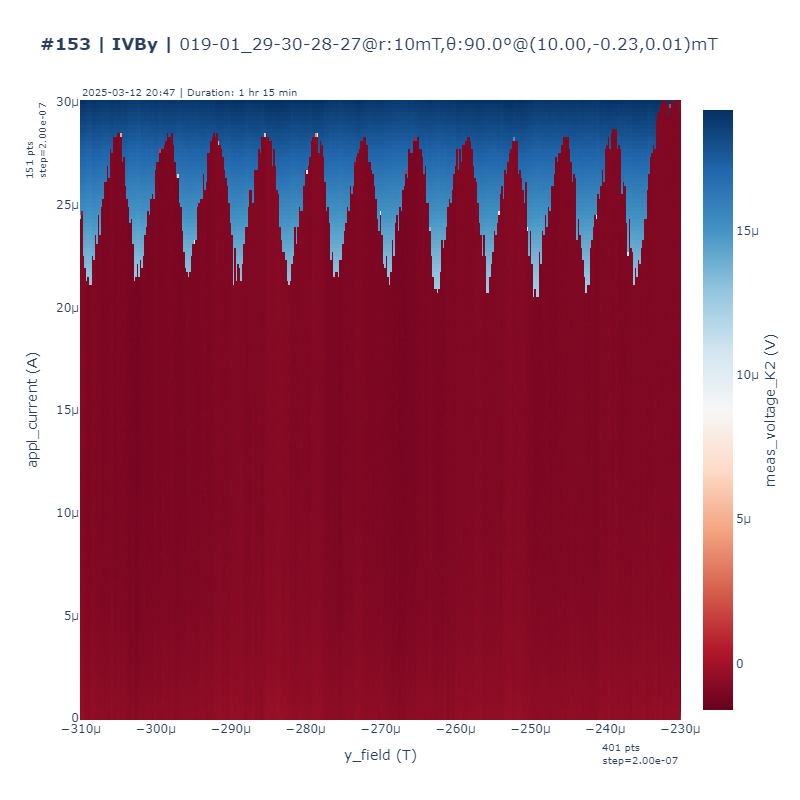 #153 | IVBy | 019-01_29-30-28-27@r:10mT,θ:90.0°@(10.00,-0.23,0.01)mT
2025-03-12 20:47 | Duration: 1 hr 15 min
151 pts
step=2.00e-07
30μ
25μ
20μ
15μ
10μ
5μ
0
appl_current (A)
−310μ
−300μ
−290μ
−280μ
−270μ
−260μ
−250μ
−240μ
−230μ
y_field (T)
401 pts
step=2.00e-07
15μ
10μ
5μ
0
meas_voltage_K2 (V)